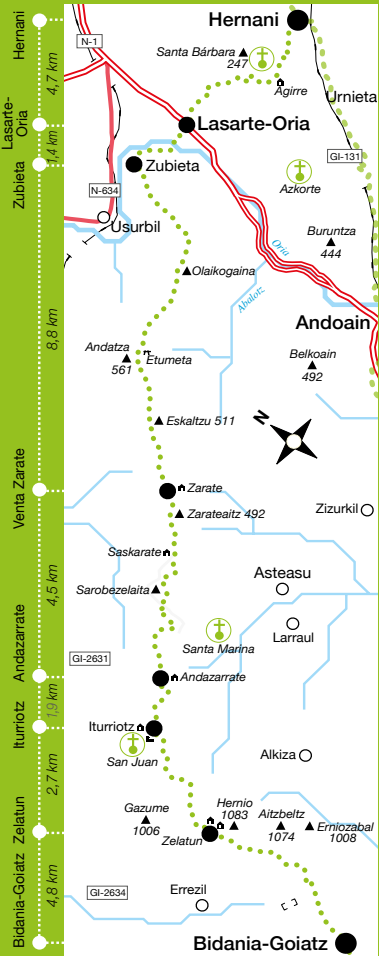 Hernani
4,7 km
Lasarte-
Oria
1,4 km
Zubieta
8,8 km
Venta Zarate
4,5 km
Andazarrate
1,9 km
Iturriotz
2,7 km
Zelatun
4,8 km
Bidania-Goiatz
Hernani
N-1
Santa Bárbara
247
Agirre
Urnieta
Lasarte-Oria
Zubieta
GI-131
N-634
Azkorte
Usurbil
Buruntza
444
Oria
Olaikogaina
Abalotz
Andoain
Andatza
561
Etumeta
Belkoain
492
Eskaltzu 511
N
Zarate
Zarateaitz 492
Zizurkil
Saskarate
Asteasu
Sarobezelaita
Larraul
Santa Marina
GI-2631
Andazarrate
Iturriotz
San Juan
Alkiza
Gazume
1006
Hernio
1083
Aitzbeltz
1074
Erniozabal
1008
Zelatun
GI-2634
Errezil
Bidania-Goiatz